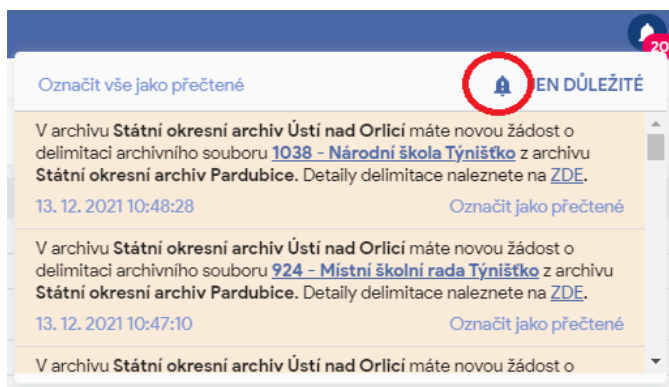 20
Označit vše jako přečtené
JEN DŮLEŽITÉ
V archivu Státní okresní archiv Ústí nad Orlicí máte novou žádost o
delimitaci archivního souboru 1038 - Národní škola Týnišťko z archivu
Státní okresní archiv Pardubice. Detaily delimitace naleznete na ZDE.
13. 12. 2021 10:48:28
Označit jako přečtené
V archivu Státní okresní archiv Ústí nad Orlicí máte novou žádost o
delimitaci archivního souboru 924 - Místní školní rada Týnišťko z archivu
Státní okresní archiv Pardubice. Detaily delimitace naleznete na ZDE.
13. 12. 2021 10:47:10
Označit jako přečtené
V archivu Státní okresní archiv Ústí nad Orlicí máte novou žádost o